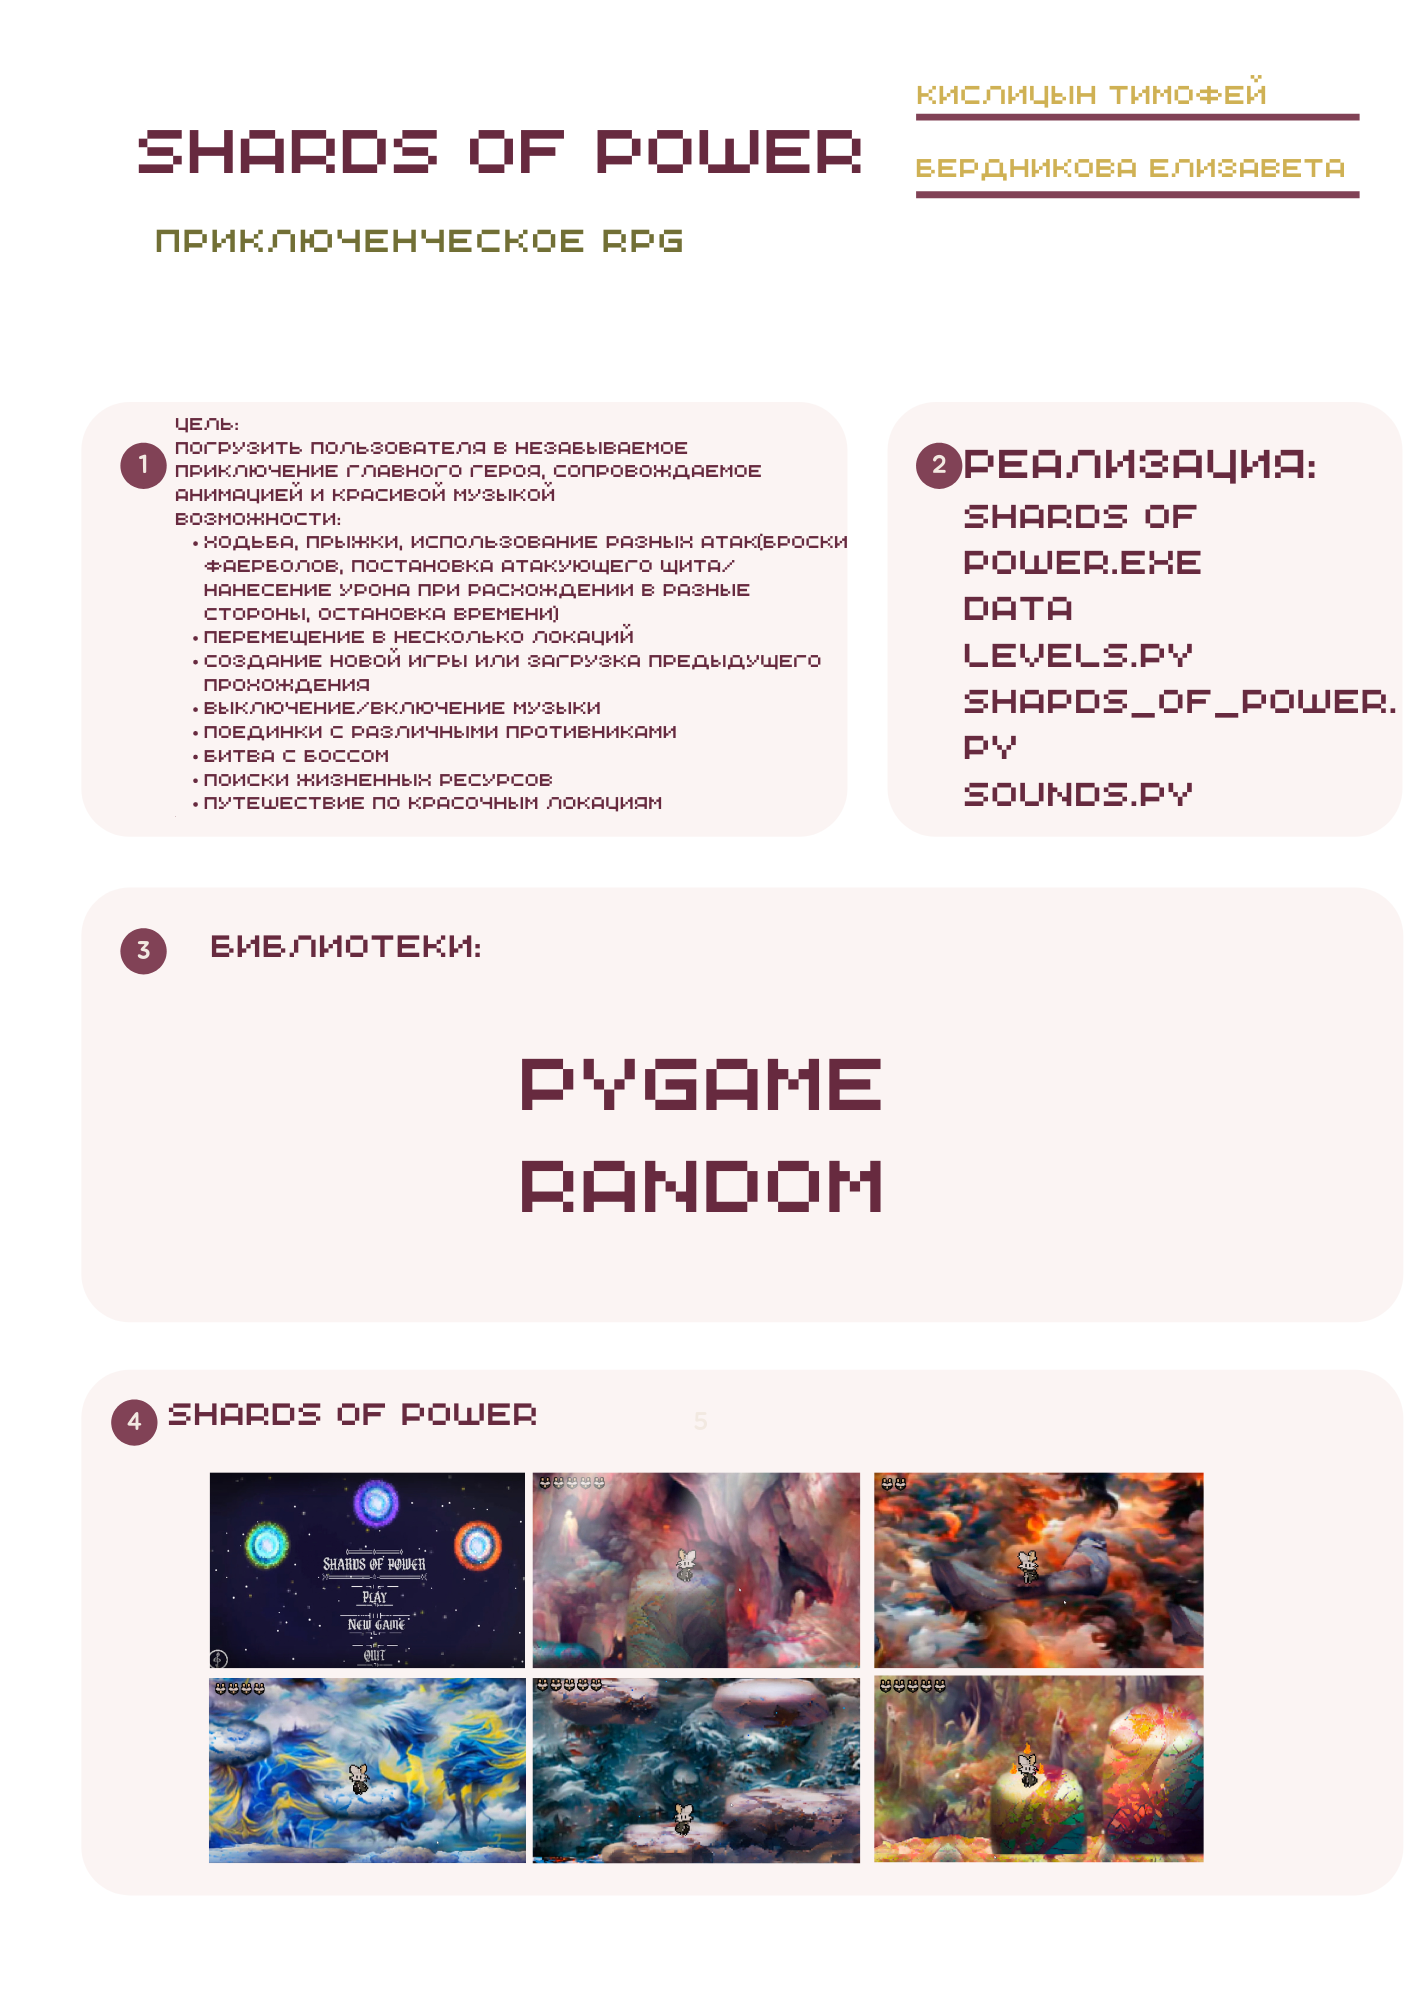 КИСЛИЦЫН ТИМОФЕЙ
SHARDS OF POWER
БЕРДНИКОВА ЕЛИЗАВЕТА
ПРИКЛЮЧЕНЧЕСКОЕ RPG
1
ЦЕЛЬ:
ПОГРУЗИТЬ ПОЛЬЗОВАТЕЛЯ В НЕЗАБЫВАЕМОЕ
ПРИКЛЮЧЕНИЕ ГЛАВНОГО ГЕРОЯ, СОПРОВОЖДАЕМОЕ
АНИМАЦИЕЙ И КРАСИВОЙ МУЗЫКОЙ
ВОЗМОЖНОСТИ:
• ХОДЬБА, ПРЫЖКИ, ИСПОЛЬЗОВАНИЕ РАЗНЫХ АТАК(БРОСКИ
ФАЕРБОЛОВ, ПОСТАНОВКА АТАКУЮЩЕГО ЩИТА/
НАНЕСЕНИЕ УРОНА ПРИ РАСХОЖДЕНИИ В РАЗНЫЕ
СТОРОНЫ, ОСТАНОВКА ВРЕМЕНИ)
• ПЕРЕМЕЩЕНИЕ В НЕСКОЛЬКО ЛОКАЦИЙ
• СОЗДАНИЕ НОВОЙ ИГРЫ ИЛИ ЗАГРУЗКА ПРЕДЫДУЩЕГО
ПРОХОЖДЕНИЯ
• ВЫКЛЮЧЕНИЕ/ВКЛЮЧЕНИЕ МУЗЫКИ
• ПОЕДИНКИ С РАЗЛИЧНЫМИ ПРОТИВНИКАМИ
• БИТВА С БОССОМ
• ПОИСКИ ЖИЗНЕННЫХ РЕСУРСОВ
• ПУТЕШЕСТВИЕ ПО КРАСОЧНЫМ ЛОКАЦИЯМ
2 РЕАЛИЗАЦИЯ:
SHARDS OF
POWER.EXE
DATA
LEVELS.PY
SHAPDS_OF_POWER.
PY
SOUNDS.PY
3 БИБЛИОТЕКИ:
PYGAME
RANDOM
4 SHARDS OF POWER
5
SHARDS OF POWER
PLAY
NEW GAME
QUIT